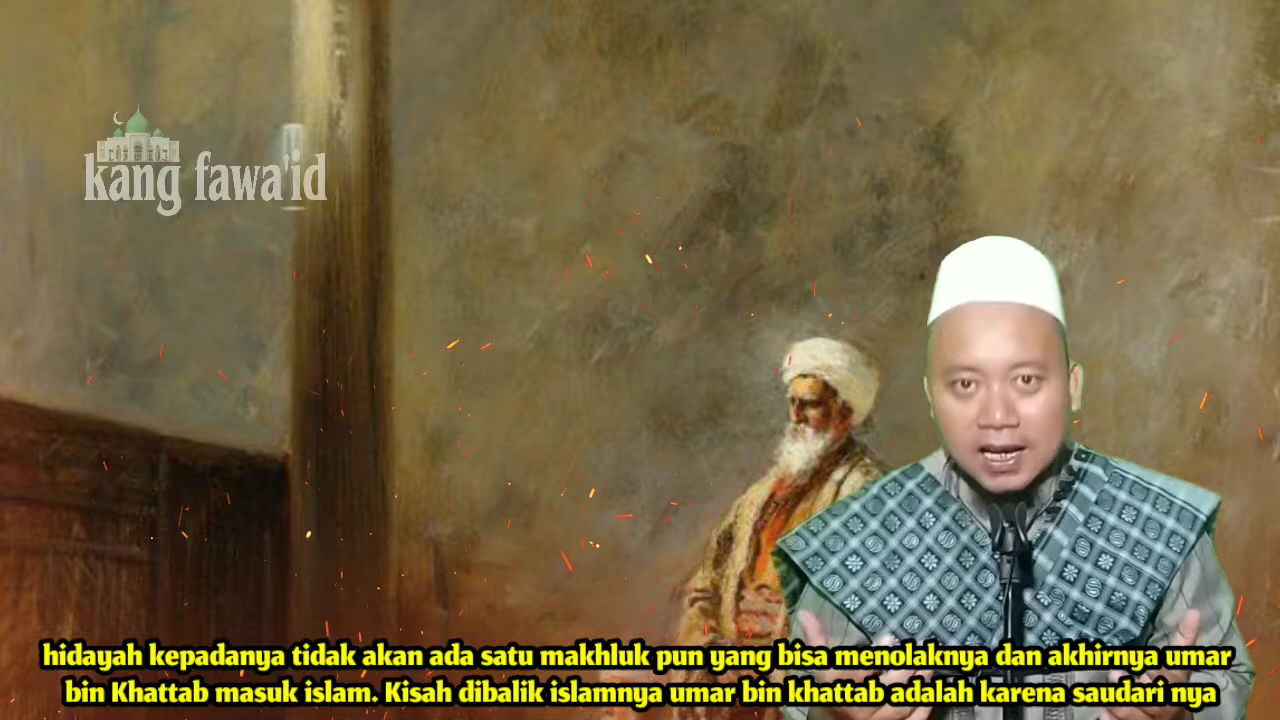 kang fawa'id
hidayah kepadanya tidak akan ada satu makhluk pun yang bisa menolaknya dan akhirnya umar
bin Khattab masuk islam. Kisah dibalik islamnya umar bin khattab adalah karena saudari nya